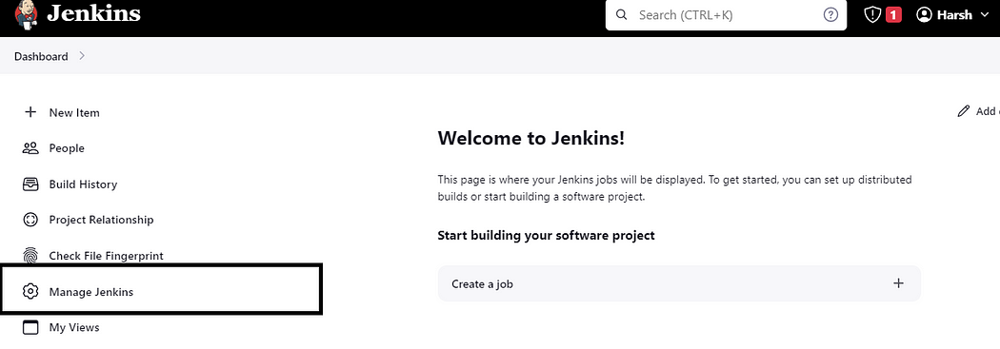 Jenkins
Search (CTRL+K)
1
Harsh
Dashboard
New Item
People
Build History
Project Relationship
Check File Fingerprint
Manage Jenkins
My Views
Add
Welcome to Jenkins!
This page is where your Jenkins jobs will be displayed. To get started, you can set up distributed
builds or start building a software project.
Start building your software project
Create a job